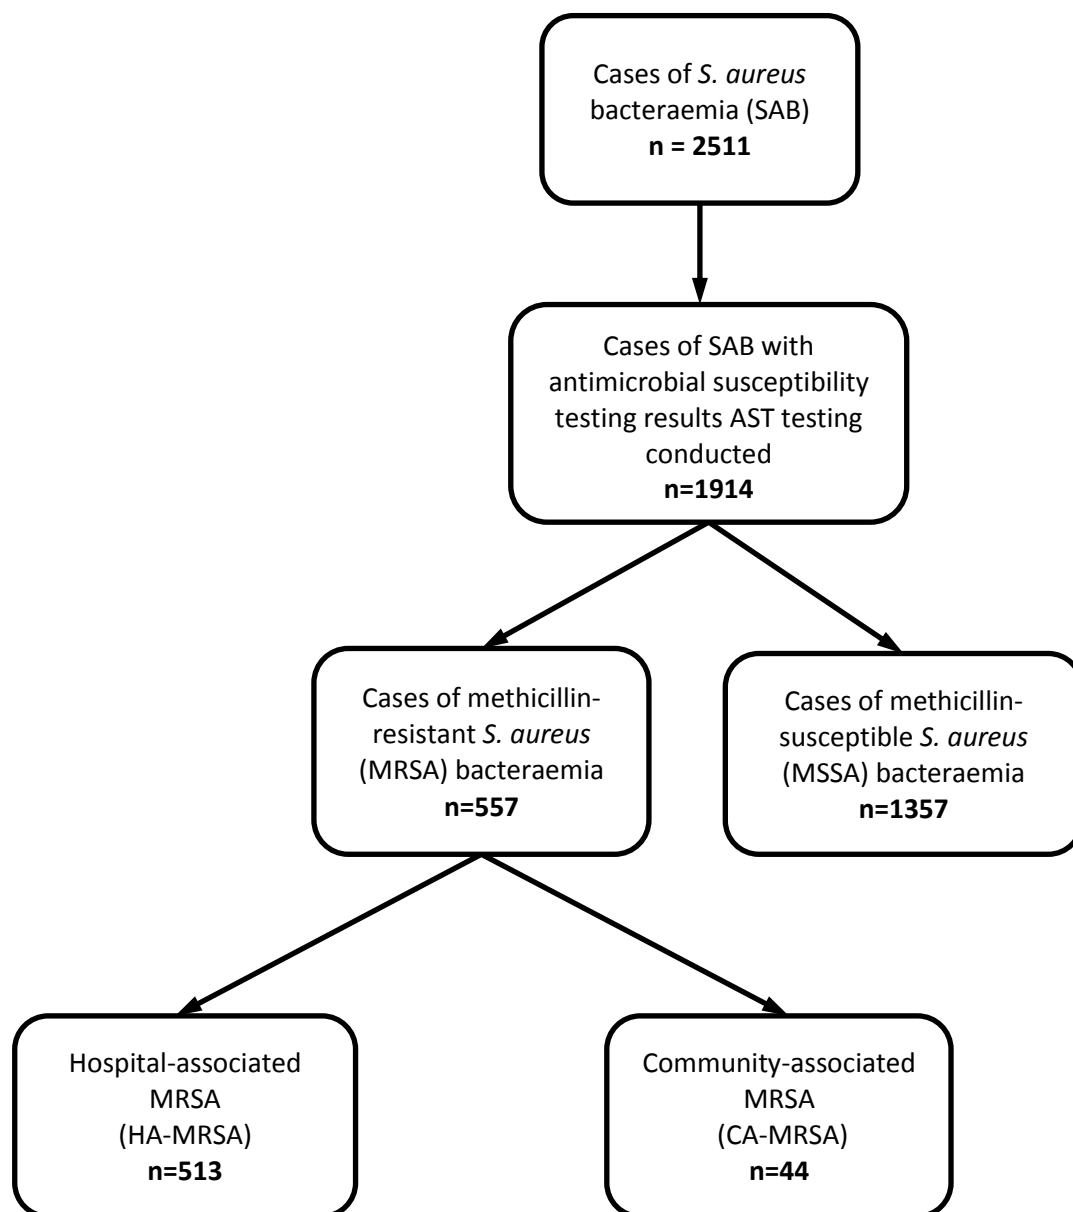 Cases of S. aureus
bacteraemia (SAB)
n = 2511
Cases of SAB with
antimicrobial susceptibility
testing results AST testing
conducted
n=1914
Cases of methicillin-
resistant S. aureus
(MRSA) bacteraemia
n=557
Cases of methicillin-
susceptible S. aureus
(MSSA) bacteraemia
n=1357
Hospital-associated
MRSA
(HA-MRSA)
n=513
Community-associated
MRSA
(CA-MRSA)
n=44